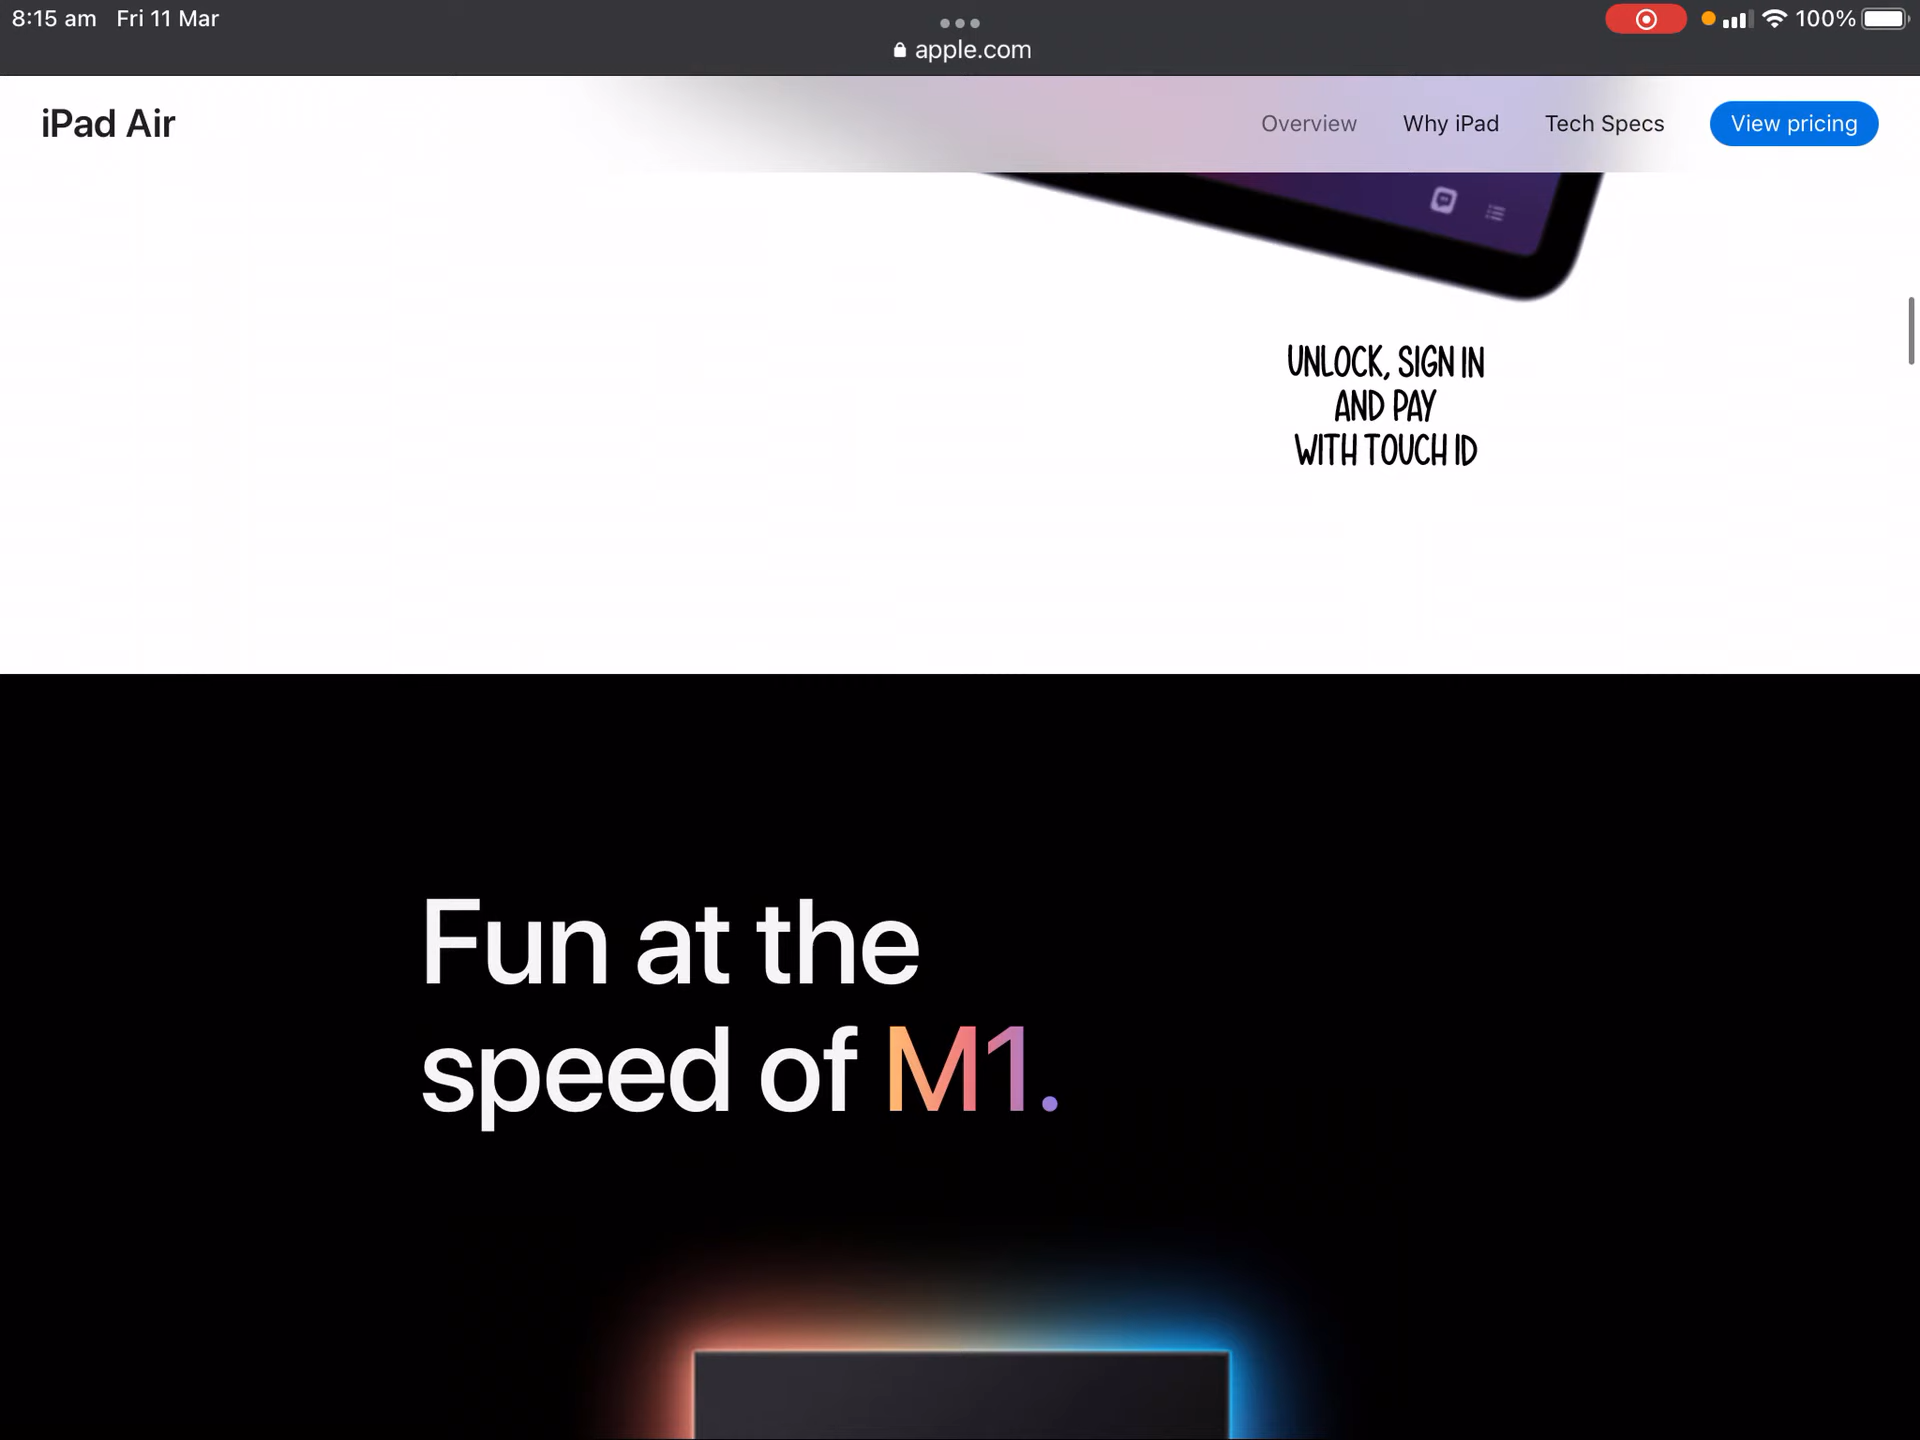 8:15 am Fri 11 Mar
100%
apple.com
iPad Air
Overview Why iPad Tech Specs View pricing
UNLOCK, SIGN IN
AND PAY
WITH TOUCH ID
Fun at the
speed of M1.